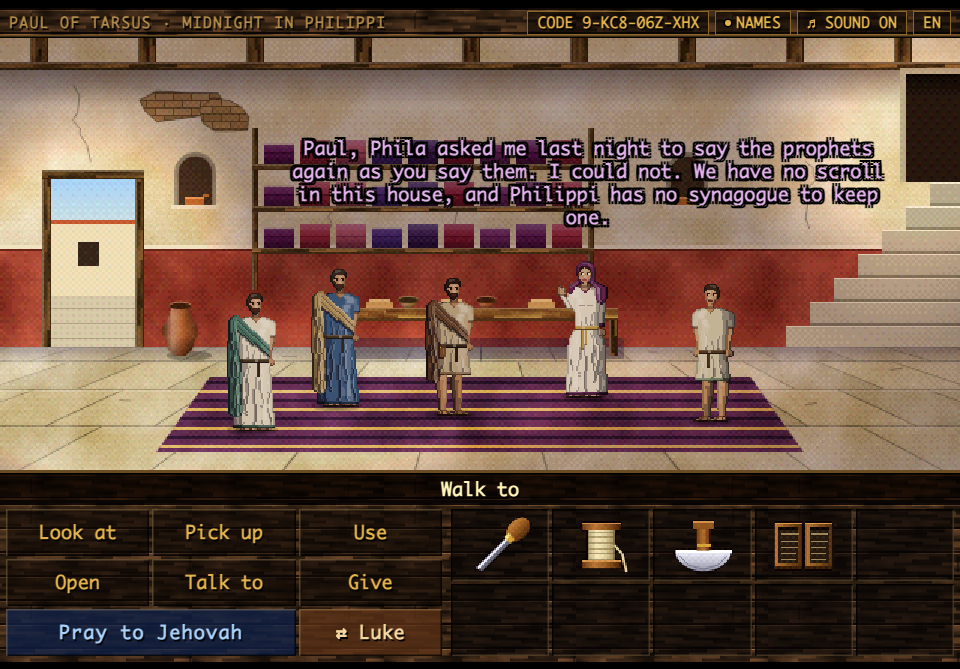 PAUL OF TARSUS · MIDNIGHT IN PHILIPPI
CODE 9-KC8-06Z-XHX
• NAMES
♬ SOUND ON
EN
Paul, Phila asked me last night to say the prophets
again as you say them. I could not. We have no scroll
in this house, and Philippi has no synagogue to keep
one.
Walk to
Look at
Pick up
Use
Open
Talk to
Give
Pray to Jehovah
⇄ Luke